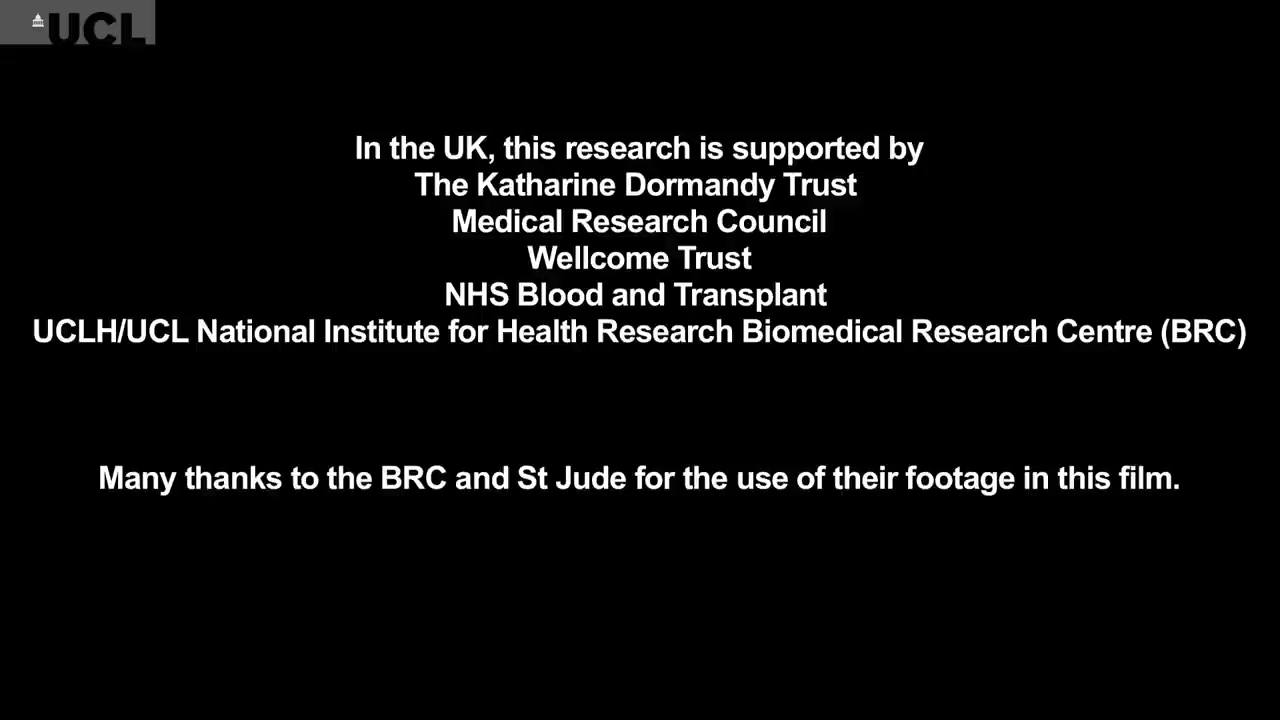 UCL
In the UK, this research is supported by
The Katharine Dormandy Trust
Medical Research Council
Wellcome Trust
NHS Blood and Transplant
UCLH/UCL National Institute for Health Research Biomedical Research Centre (BRC)
Many thanks to the BRC and St Jude for the use of their footage in this film.